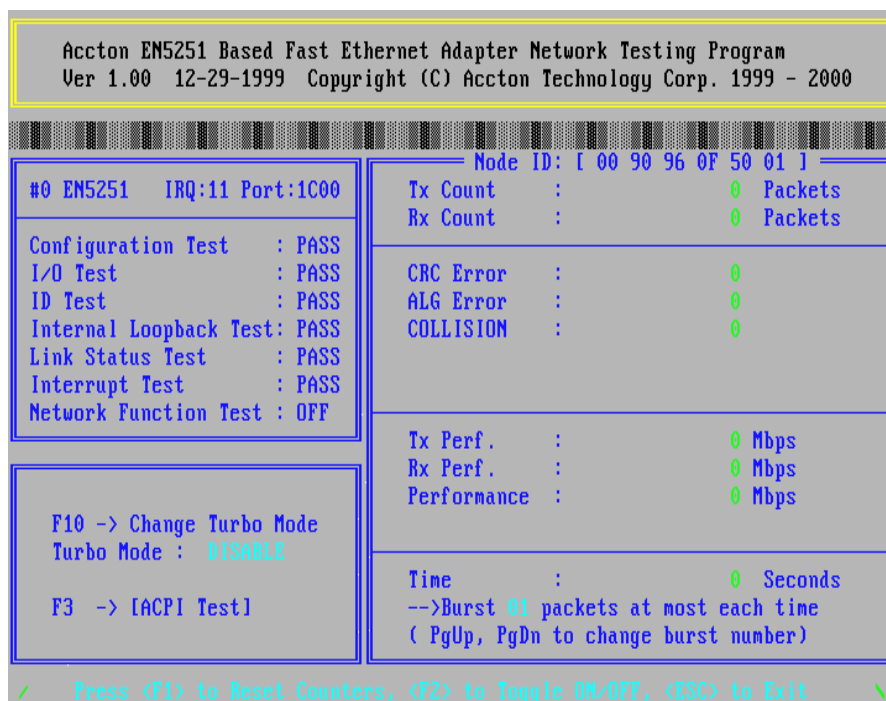 Accton EN5251 Based Fast Ethernet Adapter Network Testing Program
Ver 1.00 12-29-1999 Copyright (C) Accton Technology Corp. 1999 - 2000
#0 EN5251 IRQ:11 Port:1C00
Configuration Test : PASS
I/O Test : PASS
ID Test : PASS
Internal Loopback Test: PASS
Link Status Test : PASS
Interrupt Test : PASS
Network Function Test : OFF
F10 -> Change Turbo Mode
Turbo Mode : DISABLE
F3 -> [ACPI Test]
Node ID: [ 00 90 96 0F 50 01 ]
Tx Count : 0 Packets
Rx Count : 0 Packets
CRC Error : 0
ALG Error : 0
COLLISION : 0
Tx Perf. : 0 Mbps
Rx Perf. : 0 Mbps
Performance : 0 Mbps
Time : 0 Seconds
-->Burst 01 packets at most each time
( PgUp, PgDn to change burst number)
/ Press <F1> to Reset Counters, <F2> to Toggle ON/OFF, <ESC> to Exit \